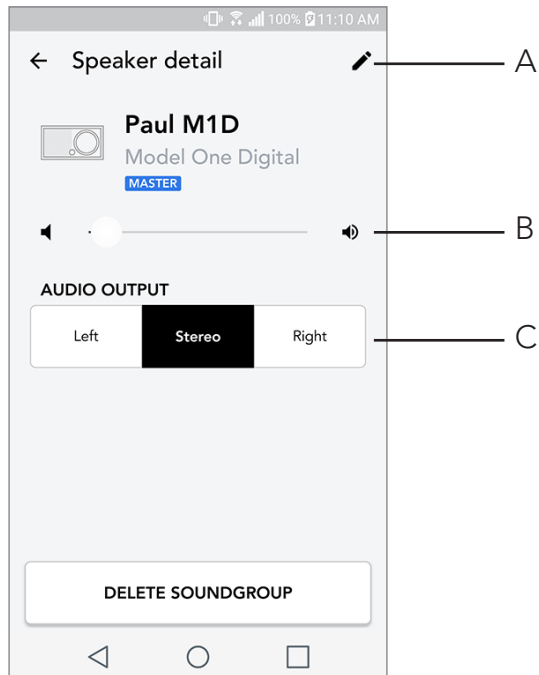 100% 11:10 AM
Speaker detail
A
Paul M1D
Model One Digital
MASTER
B
AUDIO OUTPUT
Left Stereo Right
C
DELETE SOUNDGROUP